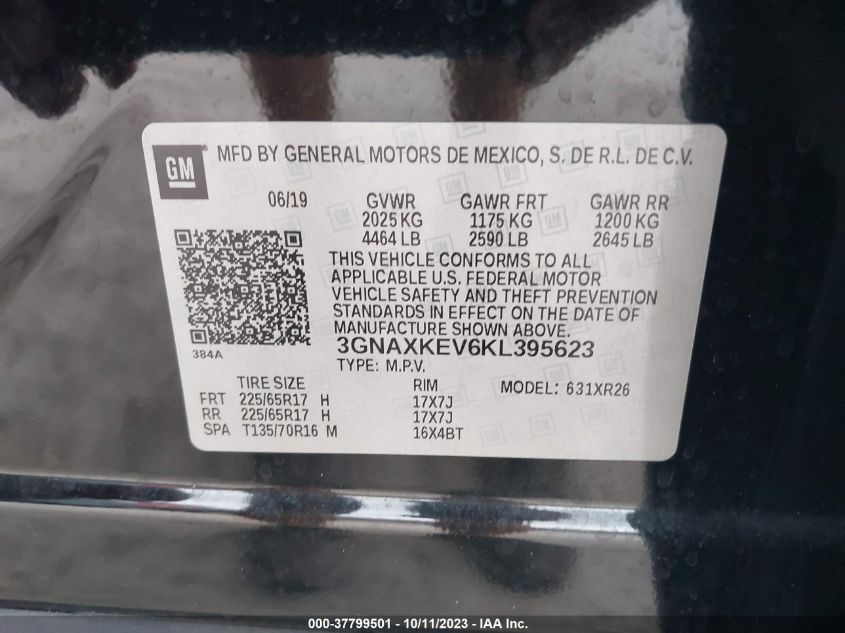 GM ® MFD BY GENERAL MOTORS DE MEXICO, S. DE R.L. DE C.V.
06/19 GVWR GAWR FRT GAWR RR
2025 KG 1175 KG 1200 KG
4464 LB 2590 LB 2645 LB
THIS VEHICLE CONFORMS TO ALL
APPLICABLE U.S. FEDERAL MOTOR
VEHICLE SAFETY AND THEFT PREVENTION
STANDARDS IN EFFECT ON THE DATE OF
MANUFACTURE SHOWN ABOVE.
384A
3GNAXKEV6KL395623
TYPE: M.P.V.
TIRE SIZE RIM MODEL: 631XR26
FRT 225/65R17 H 17X7J
RR 225/65R17 H 17X7J
SPA T135/70R16 M 16X4BT
000-37799501 - 10/11/2023 - IAA Inc.